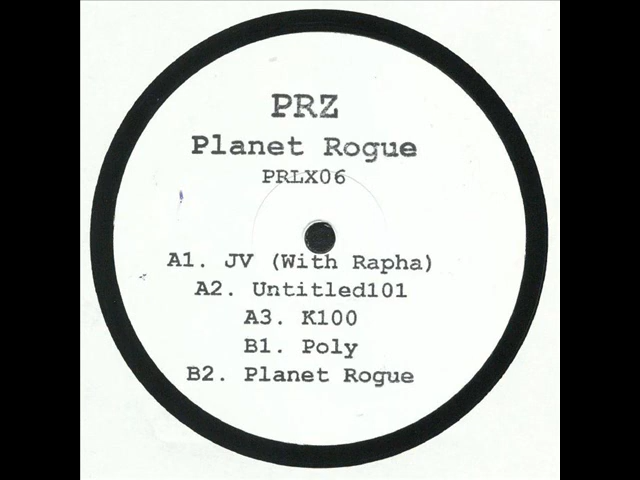 PRZ
Planet Rogue
PRLX06
A1. JV (With Rapha)
A2. Untitled101
A3. K100
B1. Poly
B2. Planet Rogue